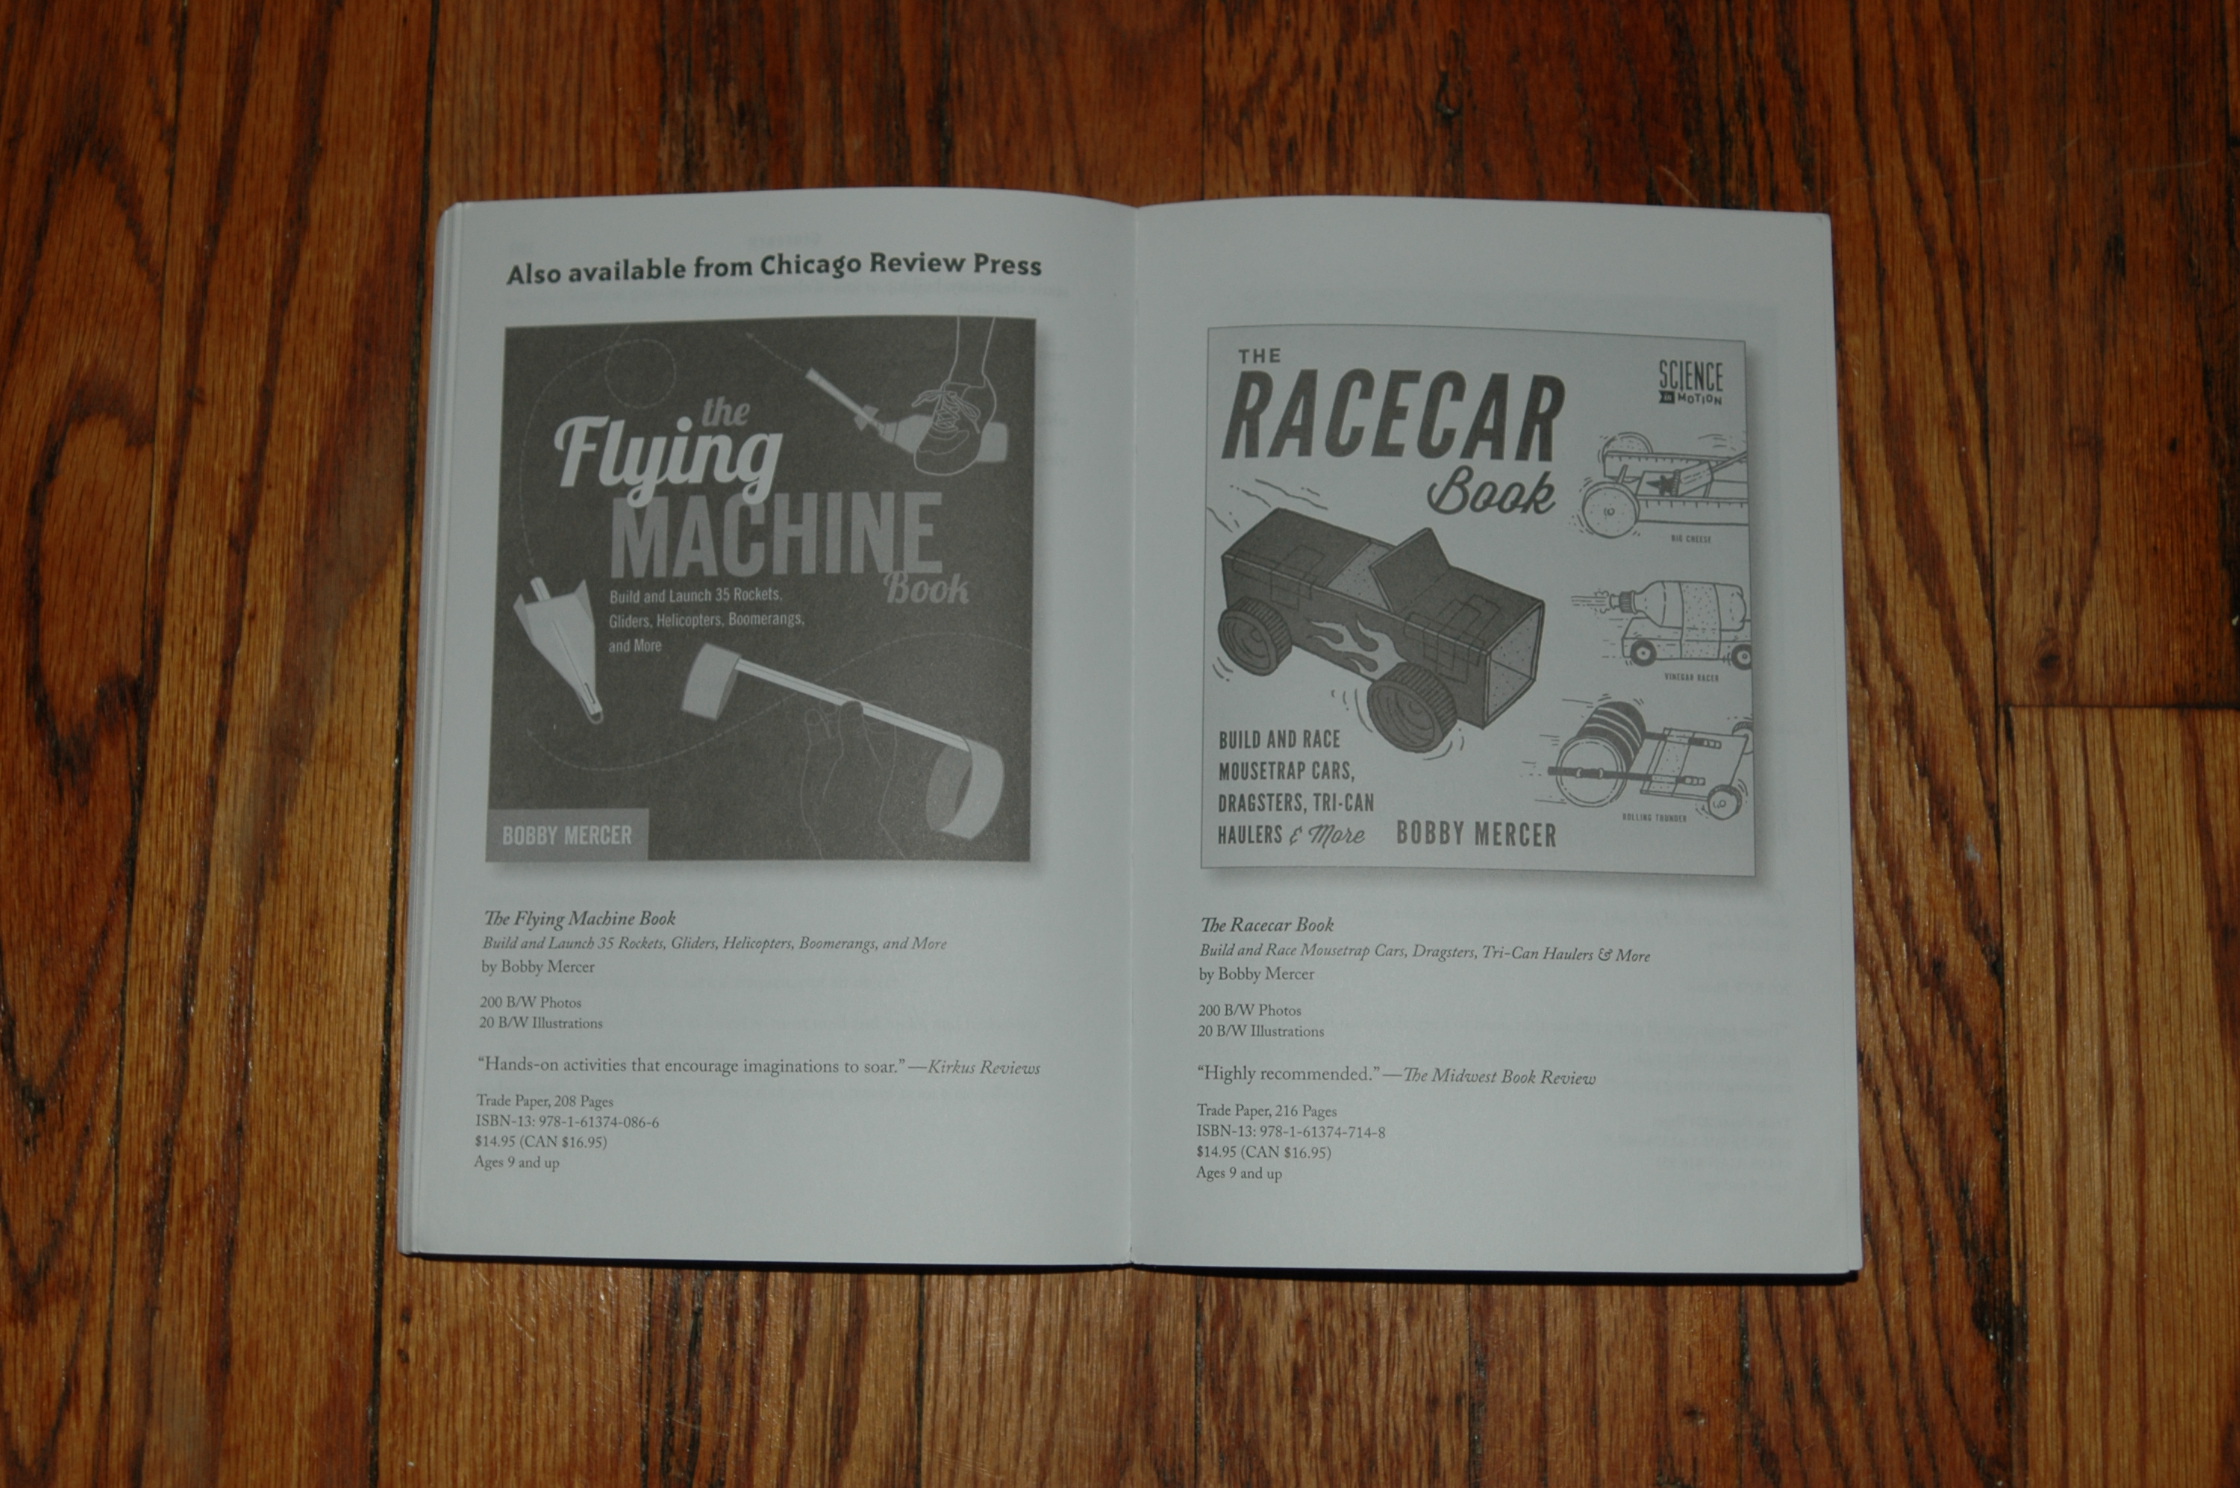 Also available from Chicago Review Press
the
Flying
MACHINE
Book
Build and Launch 35 Rockets,
Gliders, Helicopters, Boomerangs,
and More
BOBBY MERCER
The Flying Machine Book
Build and Launch 35 Rockets, Gliders, Helicopters, Boomerangs, and More
by Bobby Mercer
200 B/W Photos
20 B/W Illustrations
“Hands-on activities that encourage imaginations to soar.” —Kirkus Reviews
Trade Paper, 208 Pages
ISBN-13: 978-1-61374-086-6
$14.95 (CAN $16.95)
Ages 9 and up
THE
RACECAR
Book
SCIENCE
IN MOTION
BIG CHEESE
VINEGAR RACER
ROLLING THUNDER
BUILD AND RACE
MOUSETRAP CARS,
DRAGSTERS, TRI-CAN
HAULERS & More
BOBBY MERCER
The Racecar Book
Build and Race Mousetrap Cars, Dragsters, Tri-Can Haulers & More
by Bobby Mercer
200 B/W Photos
20 B/W Illustrations
“Highly recommended.” —The Midwest Book Review
Trade Paper, 216 Pages
ISBN-13: 978-1-61374-714-8
$14.95 (CAN $16.95)
Ages 9 and up